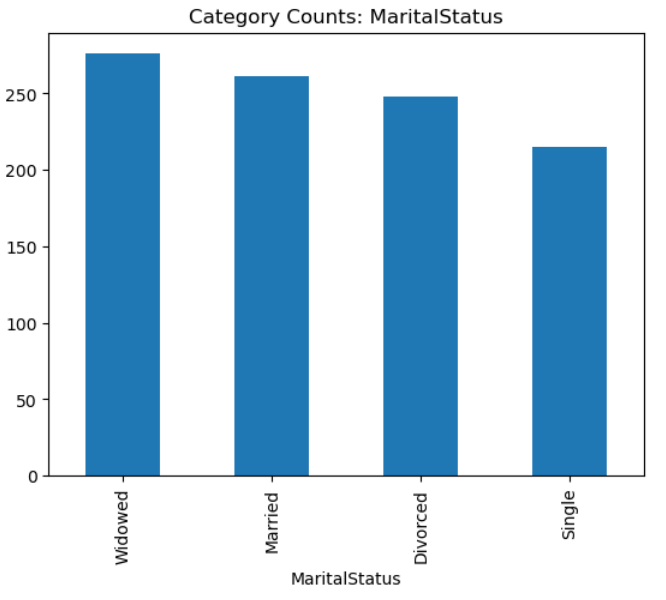 Category Counts: MaritalStatus
250
200
150
100
50
0
Widowed
Married
Divorced
Single
MaritalStatus